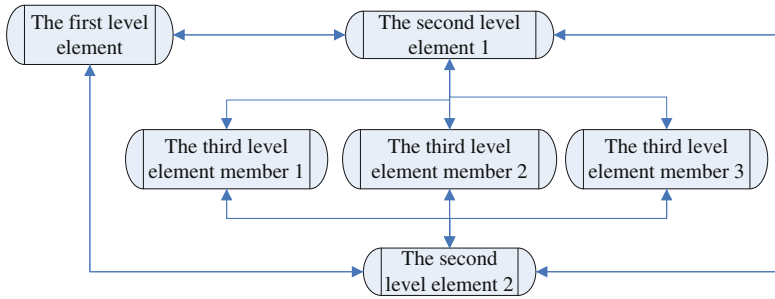 The first level
element
The second level
element 1
The third level
element member 1
The third level
element member 2
The third level
element member 3
The second
level element 2